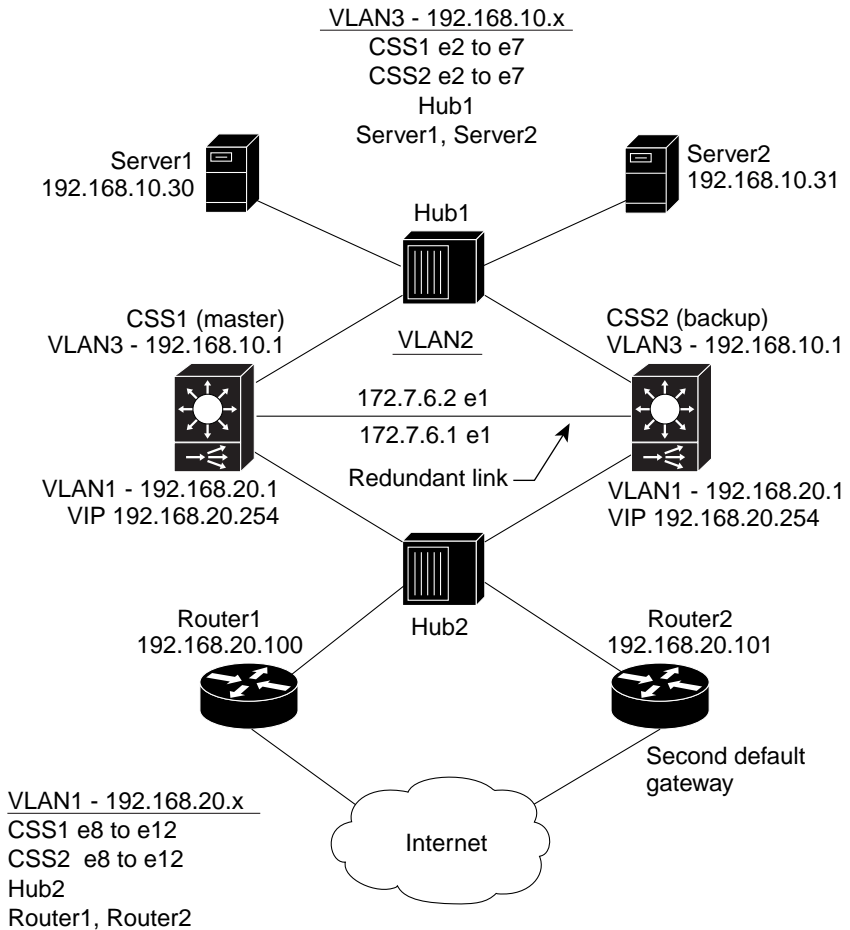 VLAN3 - 192.168.10.x
CSS1 e2 to e7
CSS2 e2 to e7
Hub1
Server1, Server2
Server1
192.168.10.30
Server2
192.168.10.31
Hub1
CSS1 (master)
VLAN3 - 192.168.10.1
VLAN2
CSS2 (backup)
VLAN3 - 192.168.10.1
172.7.6.2 e1
172.7.6.1 e1
Redundant link
VLAN1 - 192.168.20.1
VIP 192.168.20.254
VLAN1 - 192.168.20.1
VIP 192.168.20.254
Hub2
Router1
192.168.20.100
Router2
192.168.20.101
Second default
gateway
Internet
VLAN1 - 192.168.20.x
CSS1 e8 to e12
CSS2  e8 to e12
Hub2
Router1, Router2